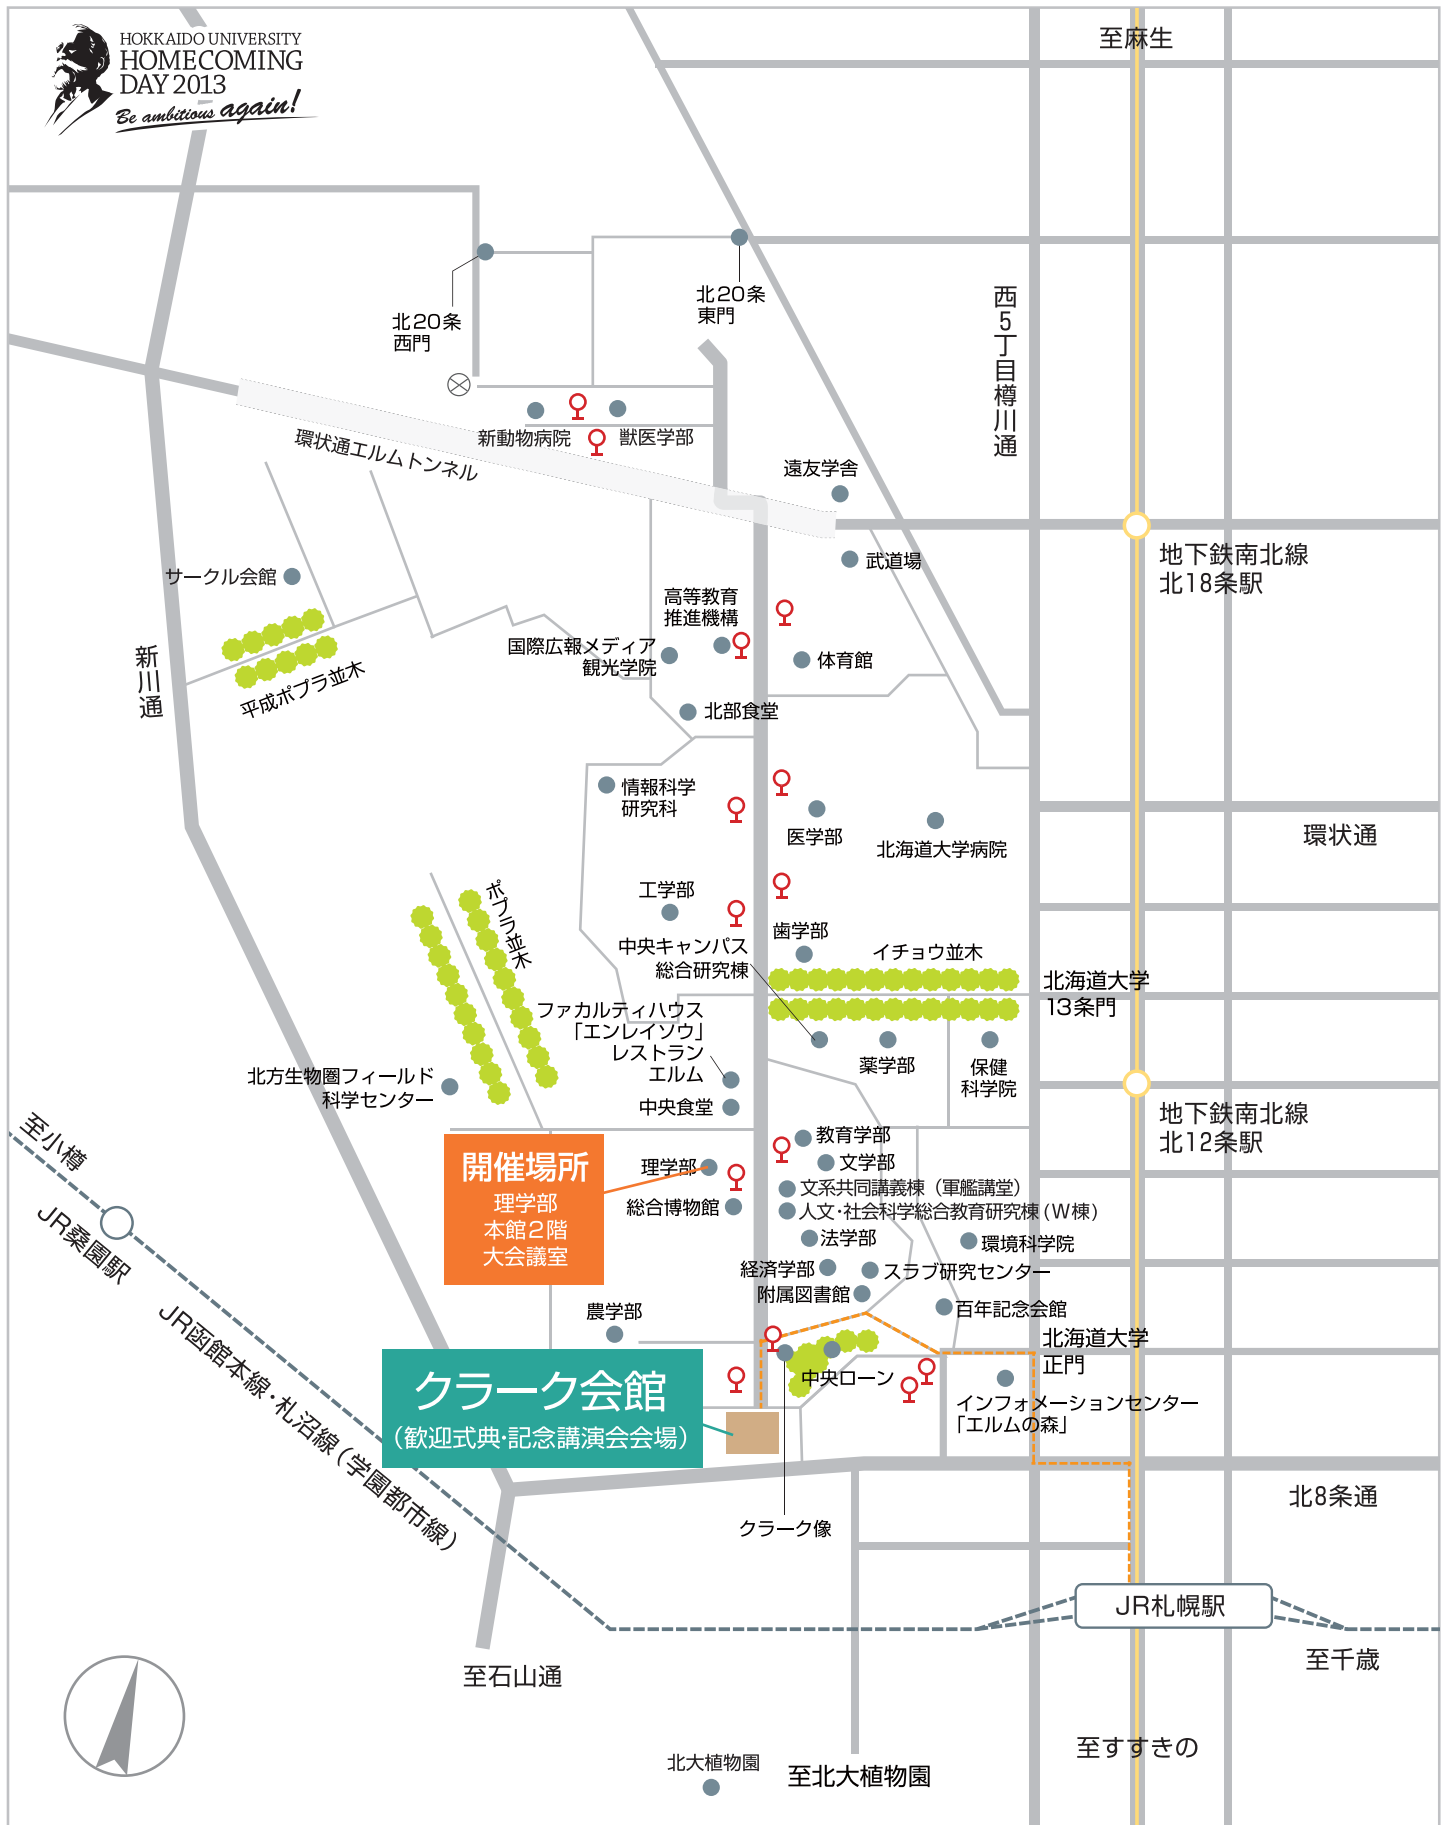 HOKKAIDO UNIVERSITY
HOMECOMING
DAY 2013
Be ambitious again!
至麻生
北20条
西門
北20条
東門
西5丁目樽川通
新動物病院
獣医学部
環状通エルムトンネル
遠友学舎
武道場
地下鉄南北線
北18条駅
サークル会館
高等教育
推進機構
国際広報メディア
観光学院
体育館
新川通
平成ポプラ並木
北部食堂
情報科学
研究科
医学部
北海道大学病院
環状通
工学部
ポプラ並木
中央キャンパス
総合研究棟
歯学部
イチョウ並木
北海道大学
13条門
ファカルティハウス
「エンレイソウ」
レストラン
エルム
薬学部
保健
科学院
北方生物圏フィールド
科学センター
中央食堂
地下鉄南北線
北12条駅
至小樽
JR桑園駅
開催場所
理学部
本館2階
大会議室
理学部
総合博物館
教育学部
文学部
文系共同講義棟（軍艦講堂）
人文・社会科学総合教育研究棟(W棟)
法学部
環境科学院
経済学部
スラブ研究センター
附属図書館
百年記念会館
農学部
北海道大学
正門
JR函館本線・札沼線（学園都市線）
クラーク会館
（歓迎式典・記念講演会会場）
中央ローン
インフォメーションセンター
「エルムの森」
北8条通
クラーク像
JR札幌駅
至石山通
至千歳
至すすきの
北大植物園
至北大植物園